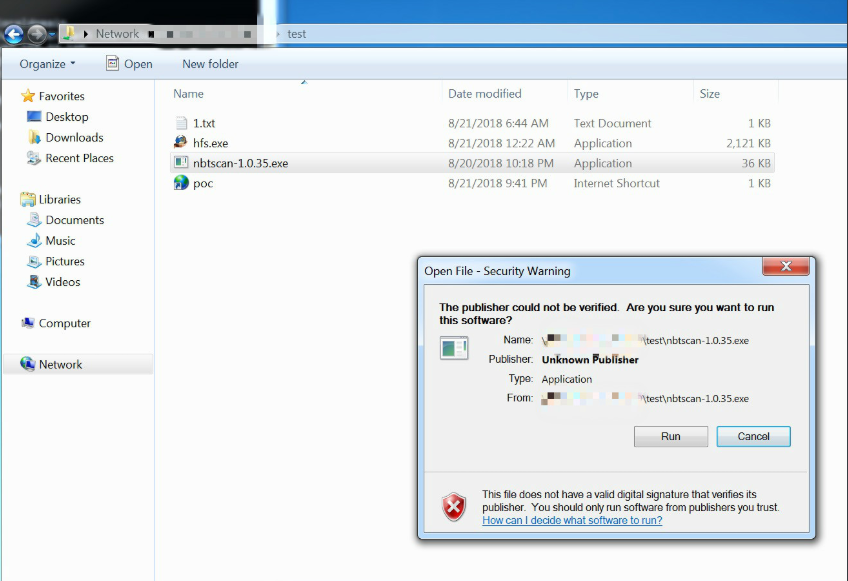 Network
test
Organize
Open
New folder
Favorites
Desktop
Downloads
Recent Places
Libraries
Documents
Music
Pictures
Videos
Computer
Network
Name Date modified Type Size
1.txt 8/21/2018 6:44 AM Text Document 1 KB
hfs.exe 8/21/2018 12:22 AM Application 2,121 KB
nbtscan-1.0.35.exe 8/20/2018 10:18 PM Application 36 KB
poc 8/21/2018 9:41 PM Internet Shortcut 1 KB
Open File - Security Warning
The publisher could not be verified. Are you sure you want to run
this software?
Name: \test\nbtscan-1.0.35.exe
Publisher: Unknown Publisher
Type: Application
From: \test\nbtscan-1.0.35.exe
Run
Cancel
This file does not have a valid digital signature that verifies its
publisher. You should only run software from publishers you trust.
How can I decide what software to run?